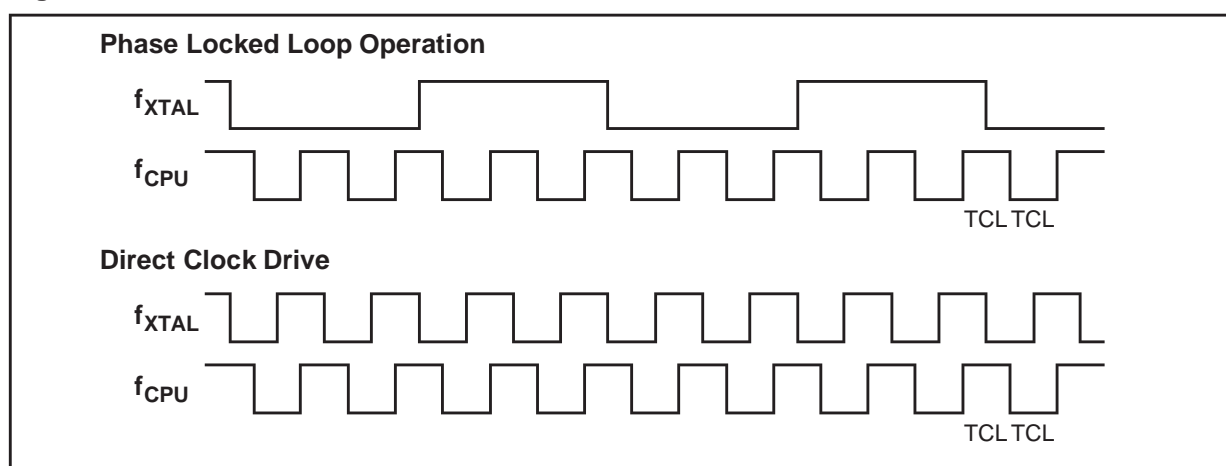 Phase Locked Loop Operation
fXTAL
fCPU
TCL TCL
Direct Clock Drive
fXTAL
fCPU
TCL TCL